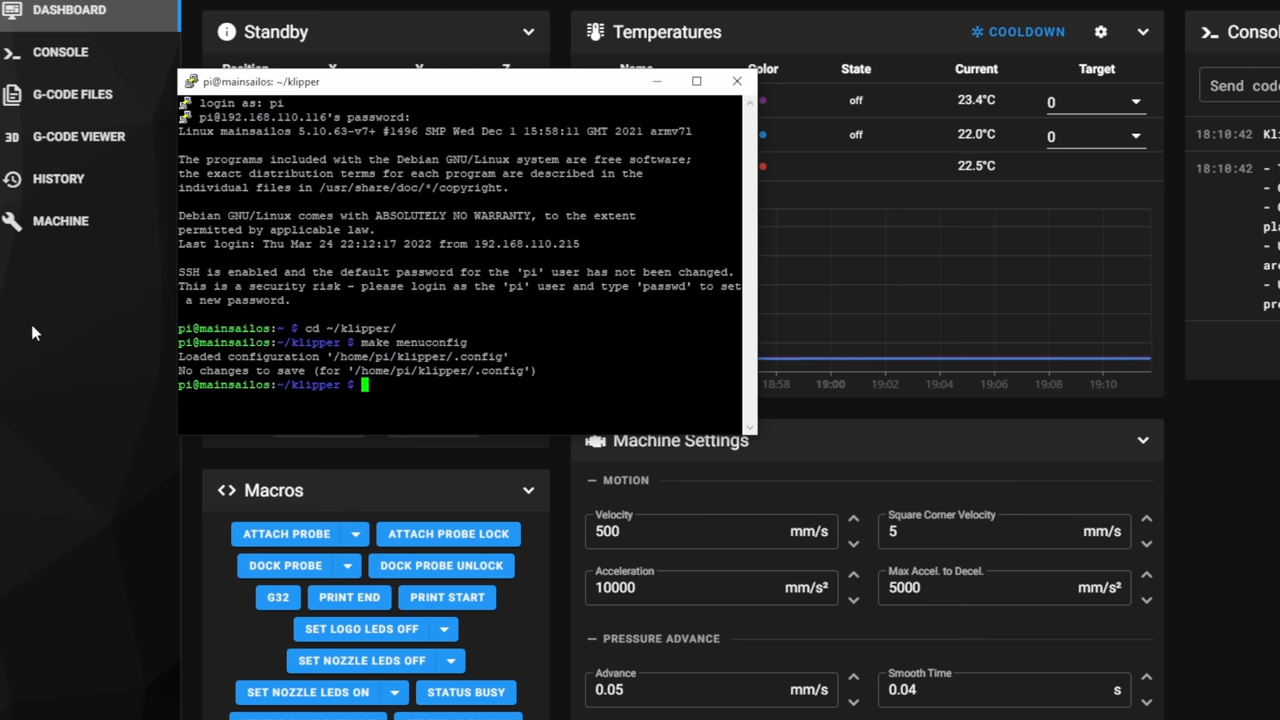 DASHBOARD
CONSOLE
G-CODE FILES
3D G-CODE VIEWER
HISTORY
MACHINE
Standby
pi@mainsailos: ~/klipper
login as: pi
pi@192.168.110.116's password:
Linux mainsailos 5.10.63-v7+ #1496 SMP Wed Dec 1 15:58:11 GMT 2021 armv7l
The programs included with the Debian GNU/Linux system are free software;
the exact distribution terms for each program are described in the
individual files in /usr/share/doc/*/copyright.
Debian GNU/Linux comes with ABSOLUTELY NO WARRANTY, to the extent
permitted by applicable law.
Last login: Thu Mar 24 22:12:17 2022 from 192.168.110.215
SSH is enabled and the default password for the 'pi' user has not been changed.
This is a security risk - please login as the 'pi' user and type 'passwd' to set
a new password.
pi@mainsailos:~ $ cd ~/klipper/
pi@mainsailos:~/klipper $ make menuconfig
Loaded configuration '/home/pi/klipper/.config'
No changes to save (for '/home/pi/klipper/.config')
pi@mainsailos:~/klipper $
Macros
ATTACH PROBE ATTACH PROBE LOCK
DOCK PROBE DOCK PROBE UNLOCK
G32 PRINT END PRINT START
SET LOGO LEDS OFF
SET NOZZLE LEDS OFF
SET NOZZLE LEDS ON STATUS BUSY
Temperatures COOLDOWN
Color State Current Target
off 23.4°C 0
off 22.0°C 0
22.5°C
18:58 19:00 19:02 19:04 19:06 19:08 19:10
Machine Settings
MOTION
Velocity
500 mm/s
Square Corner Velocity
5 mm/s
Acceleration
10000 mm/s²
Max Accel. to Decel.
5000 mm/s²
PRESSURE ADVANCE
Advance
0.05 mm/s
Smooth Time
0.04 s
Conso
Send cod
18:10:42 Kl
18:10:42 -